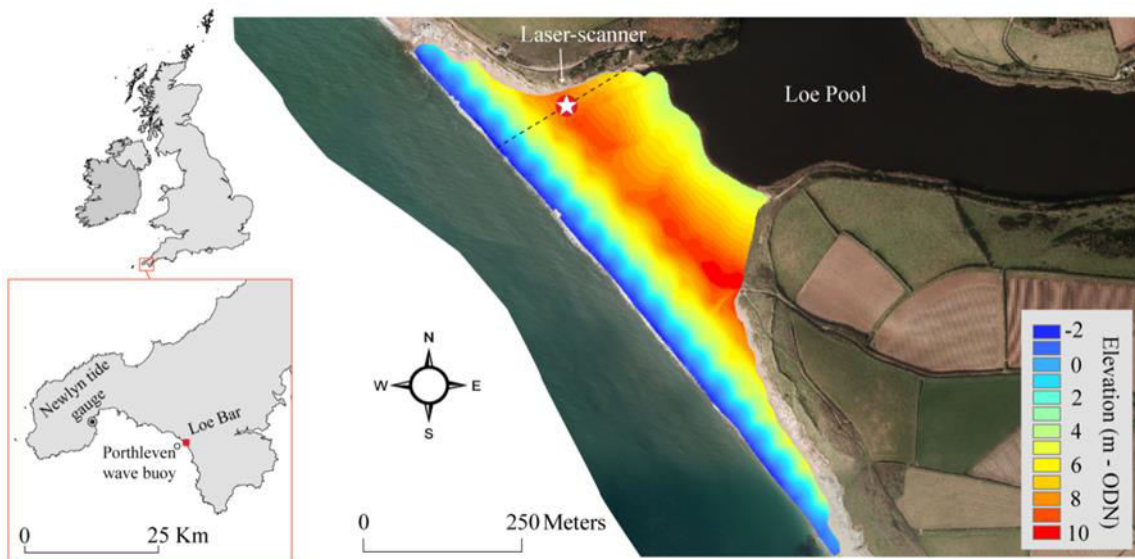 Laser-scanner
Loe Pool
Newlyn tide
gauge
Loe Bar
Porthleven
wave buoy
0
25 Km
N
W
E
S
0
250 Meters
-2
0
2
4
6
8
10
Elevation (m - ODN)